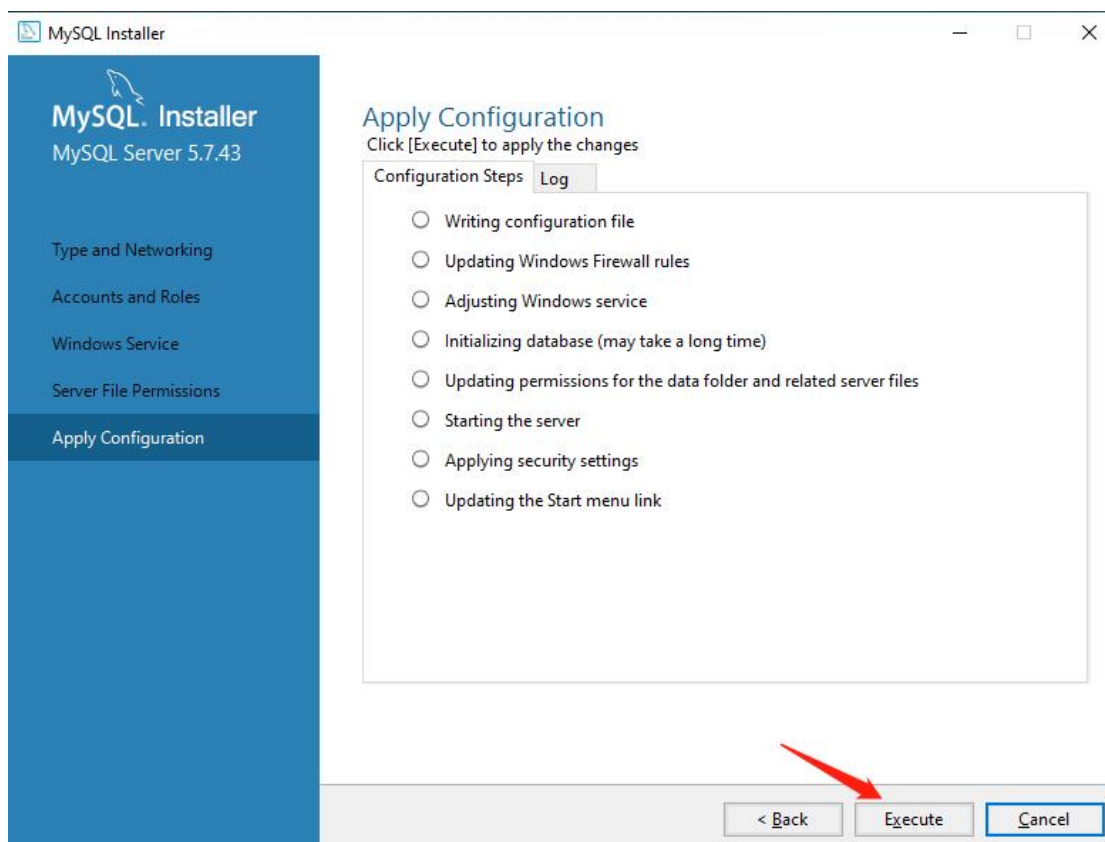 MySQL Installer
MySQL. Installer
MySQL Server 5.7.43
Type and Networking
Accounts and Roles
Windows Service
Server File Permissions
Apply Configuration
Apply Configuration
Click [Execute] to apply the changes
Configuration Steps Log
Writing configuration file
Updating Windows Firewall rules
Adjusting Windows service
Initializing database (may take a long time)
Updating permissions for the data folder and related server files
Starting the server
Applying security settings
Updating the Start menu link
< Back Execute Cancel